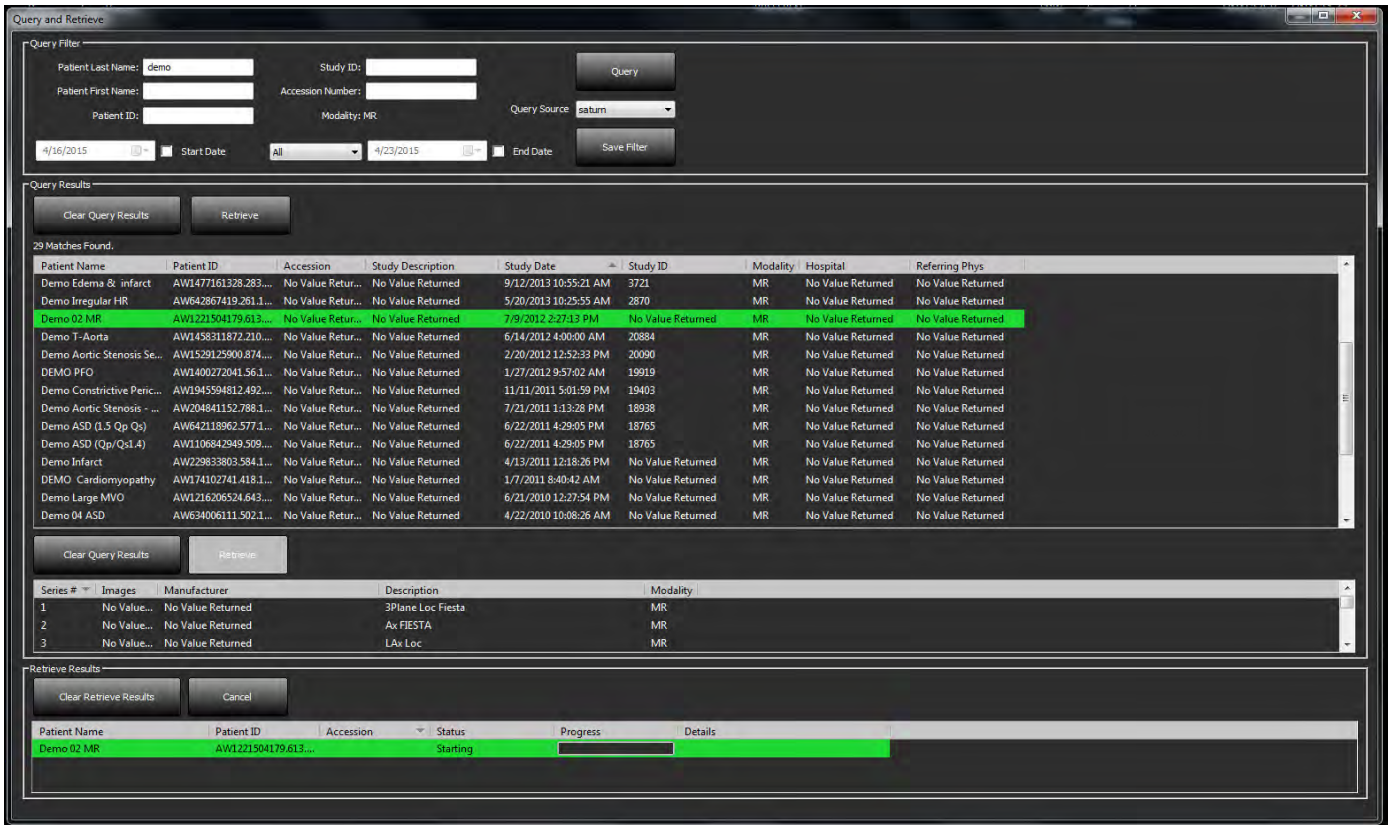 Query and Retrieve
Query Filter
Patient Last Name: demo Study ID: Query
Patient First Name: Accession Number:
Patient ID: Modality: MR Query Source saturn
4/16/2015 Start Date All 4/23/2015 End Date Save Filter
Query Results
Clear Query Results Retrieve
29 Matches Found.
Patient Name Patient ID Accession Study Description Study Date Study ID Modality Hospital Referring Phys
Demo Edema & infarct AW1477161328.283.... No Value Retur... No Value Returned 9/12/2013 10:55:21 AM 3721 MR No Value Returned No Value Returned
Demo Irregular HR AW642867419.261.1... No Value Retur... No Value Returned 5/20/2013 10:25:55 AM 2870 MR No Value Returned No Value Returned
Demo 02 MR AW1221504179.613.... No Value Retur... No Value Returned 7/9/2012 2:27:13 PM No Value Returned MR No Value Returned No Value Returned
Demo T-Aorta AW1458311872.210.... No Value Retur... No Value Returned 6/14/2012 4:00:00 AM 20884 MR No Value Returned No Value Returned
Demo Aortic Stenosis Se... AW1529125900.874.... No Value Retur... No Value Returned 2/20/2012 12:52:33 PM 20090 MR No Value Returned No Value Returned
DEMO PFO AW1400272041.56.1... No Value Retur... No Value Returned 1/27/2012 9:57:02 AM 19919 MR No Value Returned No Value Returned
Demo Constrictive Peric... AW1945594812.492.... No Value Retur... No Value Returned 11/11/2011 5:01:59 PM 19403 MR No Value Returned No Value Returned
Demo Aortic Stenosis - ... AW204841152.788.1... No Value Retur... No Value Returned 7/21/2011 1:13:28 PM 18938 MR No Value Returned No Value Returned
Demo ASD (1.5 Qp Qs) AW642118962.577.1... No Value Retur... No Value Returned 6/22/2011 4:29:05 PM 18765 MR No Value Returned No Value Returned
Demo ASD (Qp/Qs1.4) AW1106842949.509.... No Value Retur... No Value Returned 6/22/2011 4:29:05 PM 18765 MR No Value Returned No Value Returned
Demo Infarct AW229833803.584.1... No Value Retur... No Value Returned 4/13/2011 12:18:26 PM No Value Returned MR No Value Returned No Value Returned
DEMO Cardiomyopathy AW174102741.418.1... No Value Retur... No Value Returned 1/7/2011 8:40:42 AM No Value Returned MR No Value Returned No Value Returned
Demo Large MVO AW1216206524.643.... No Value Retur... No Value Returned 6/21/2010 12:27:54 PM No Value Returned MR No Value Returned No Value Returned
Demo 04 ASD AW634006111.502.1... No Value Retur... No Value Returned 4/22/2010 10:08:26 AM No Value Returned MR No Value Returned No Value Returned
Clear Query Results Retrieve
Series # Images Manufacturer Description Modality
1 No Value... No Value Returned 3Plane Loc Fiesta MR
2 No Value... No Value Returned Ax FIESTA MR
3 No Value... No Value Returned LAx Loc MR
Retrieve Results
Clear Retrieve Results Cancel
Patient Name Patient ID Accession Status Progress Details
Demo 02 MR AW1221504179.613.... Starting